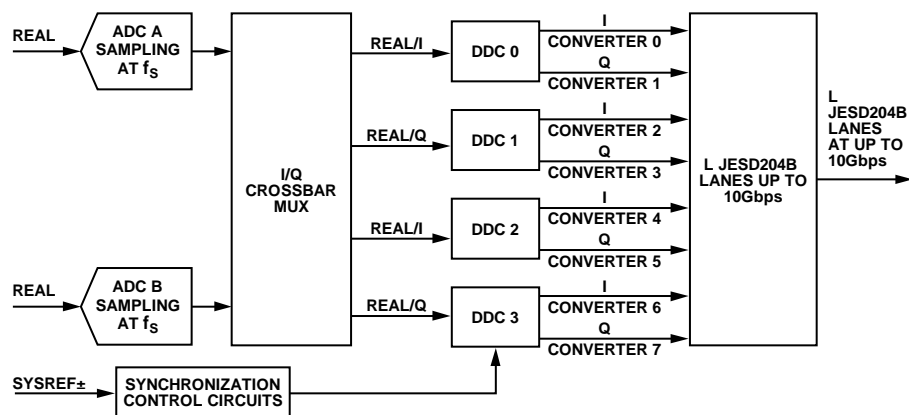 REAL
ADC A
SAMPLING
AT fS
I/Q
CROSSBAR
MUX
REAL/I
DDC 0
I
CONVERTER 0
Q
CONVERTER 1
REAL/Q
DDC 1
I
CONVERTER 2
Q
CONVERTER 3
REAL/I
DDC 2
I
CONVERTER 4
Q
CONVERTER 5
REAL
ADC B
SAMPLING
AT fS
REAL/Q
DDC 3
I
CONVERTER 6
Q
CONVERTER 7
L JESD204B
LANES UP TO
10Gbps
L
JESD204B
LANES
AT UP TO
10Gbps
SYSREF±
SYNCHRONIZATION
CONTROL CIRCUITS